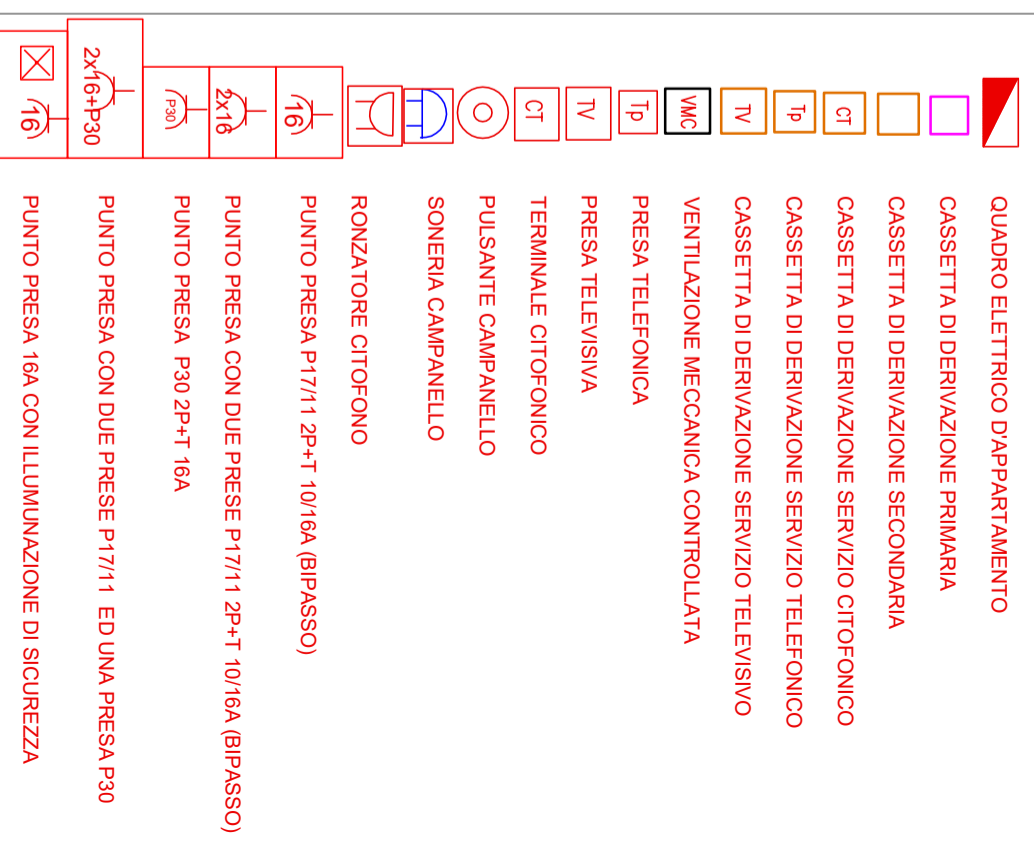 QUADRO ELETTRICO D'APPARTAMENTO
CASSETTA DI DERIVAZIONE PRIMARIA
CASSETTA DI DERIVAZIONE SECONDARIA
CT CASSETTA DI DERIVAZIONE SERVIZIO CITOFONICO
Tp CASSETTA DI DERIVAZIONE SERVIZIO TELEFONICO
TV CASSETTA DI DERIVAZIONE SERVIZIO TELEVISIVO
VMC VENTILAZIONE MECCANICA CONTROLLATA
Tp PRESA TELEFONICA
TV PRESA TELEVISIVA
CT TERMINALE CITOFONICO
PULSANTE CAMPANELLO
SONERIA CAMPANELLO
RONZATORE CITOFONO
16 PUNTO PRESA P17/11 2P+T 10/16A (BIPASSO)
2x16 PUNTO PRESA CON DUE PRESE P17/11 2P+T 10/16A (BIPASSO)
P30 PUNTO PRESA P30 2P+T 16A
2x16+P30 PUNTO PRESA CON DUE PRESE P17/11 ED UNA PRESA P30
16 PUNTO PRESA 16A CON ILLUMUNAZIONE DI SICUREZZA